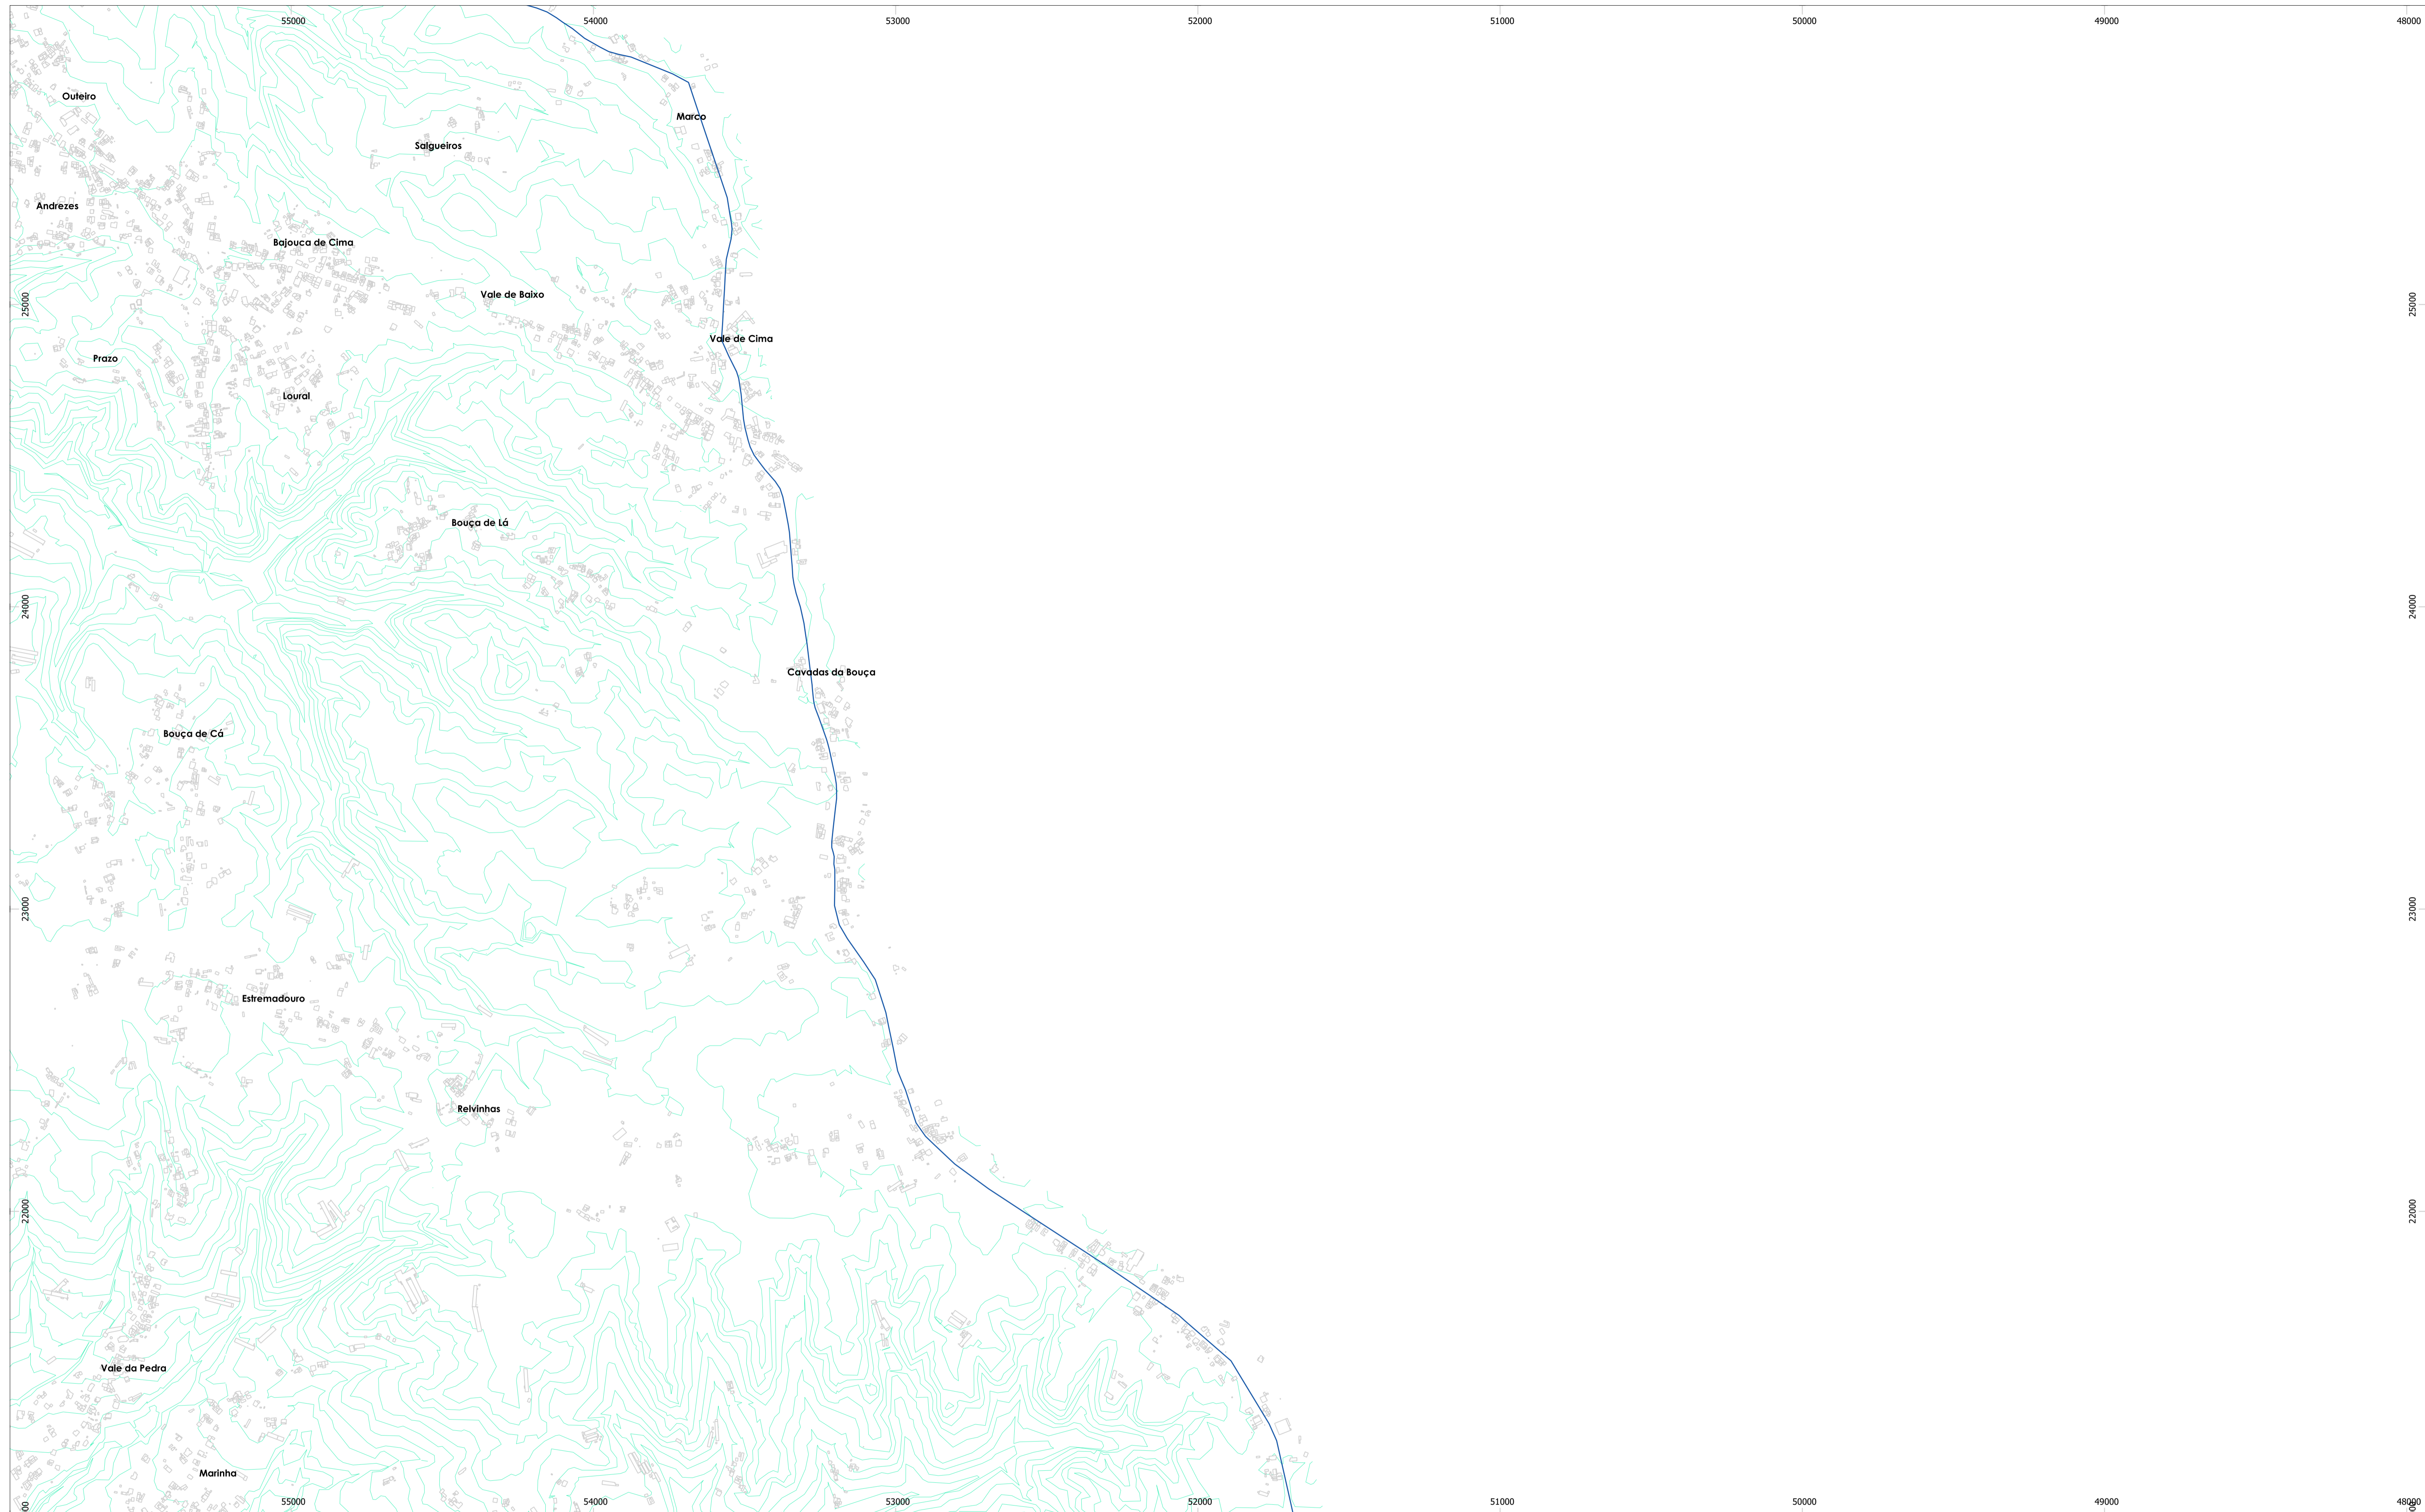 55000 54000 53000 52000 51000 50000 49000 48000
Outeiro
Marco
Salgueiros
Andrezes
Bajouca de Cima
Vale de Baixo
25000 25000
Vale de Cima
Prazo
Loural
Bouça de Lá
24000 24000
Cavadas da Bouça
Bouça de Cá
23000 23000
Estremadouro
Relvinhas
22000 22000
Vale da Pedra
Marinha
55000 54000 53000 52000 51000 50000 49000 48000